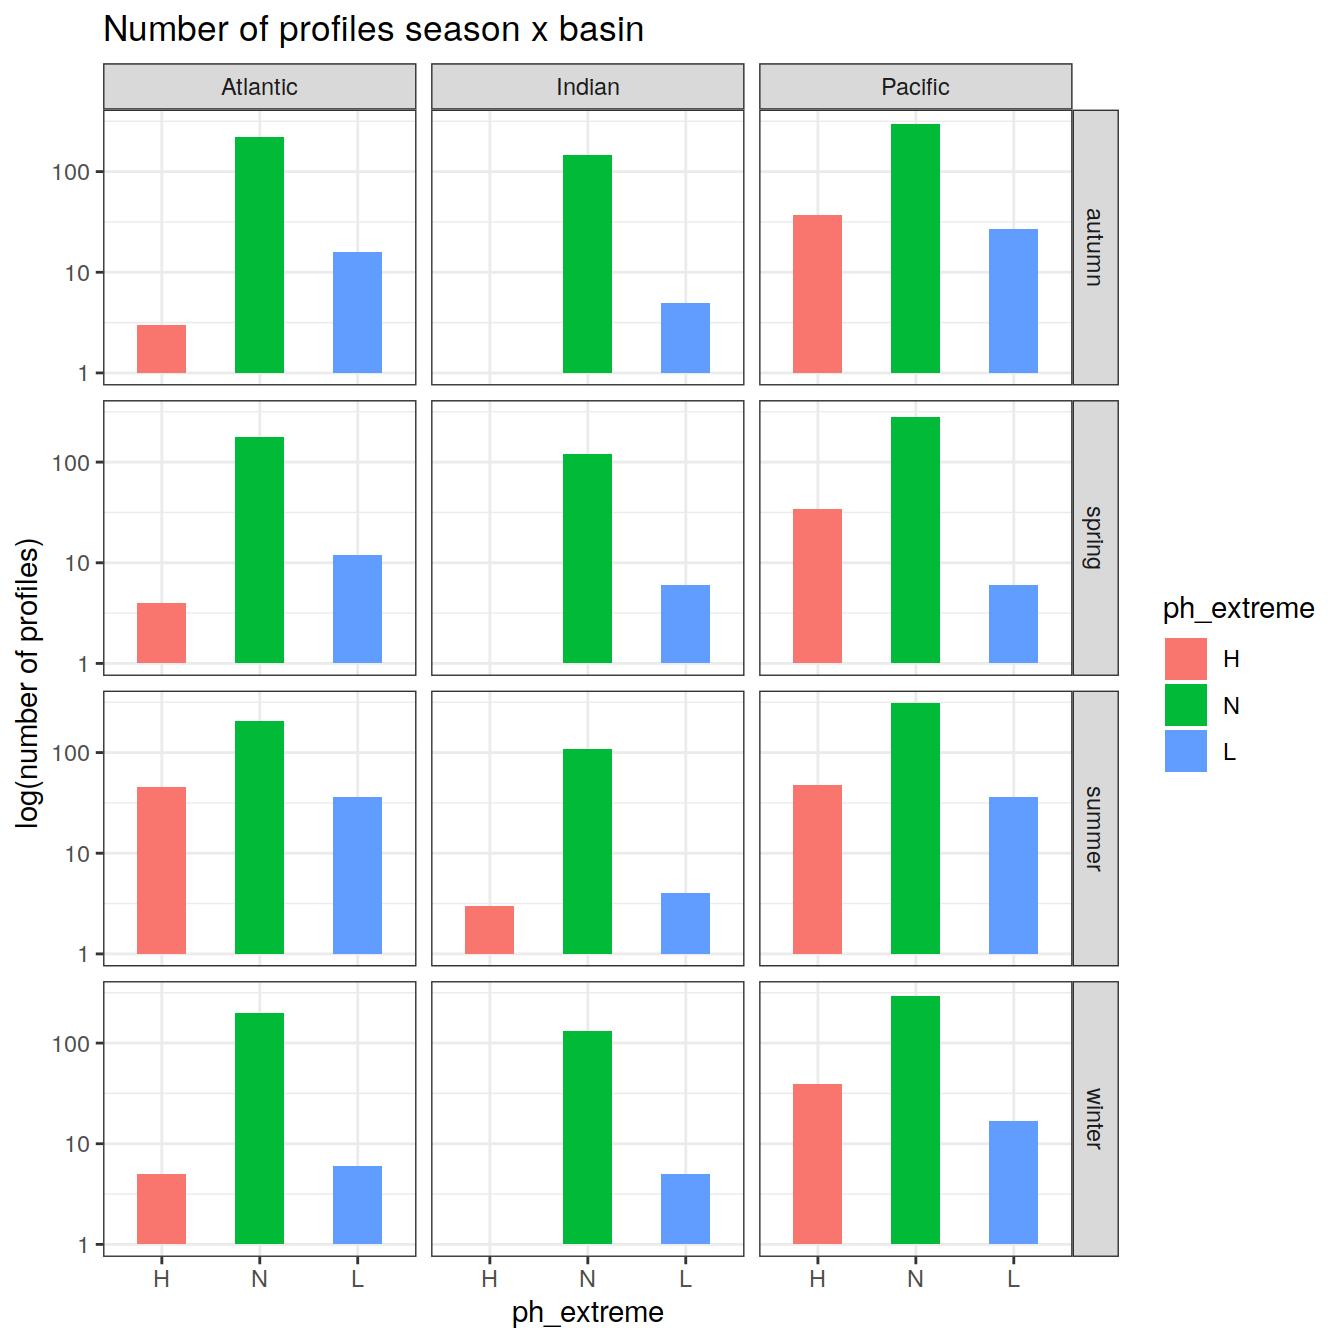 Number of profiles season x basin
Atlantic
Indian
Pacific
100
10
1
autumn
100
10
1
spring
100
10
1
summer
100
10
1
winter
log(number of profiles)
H
N
L
H
N
L
H
N
L
ph_extreme
ph_extreme
H
N
L